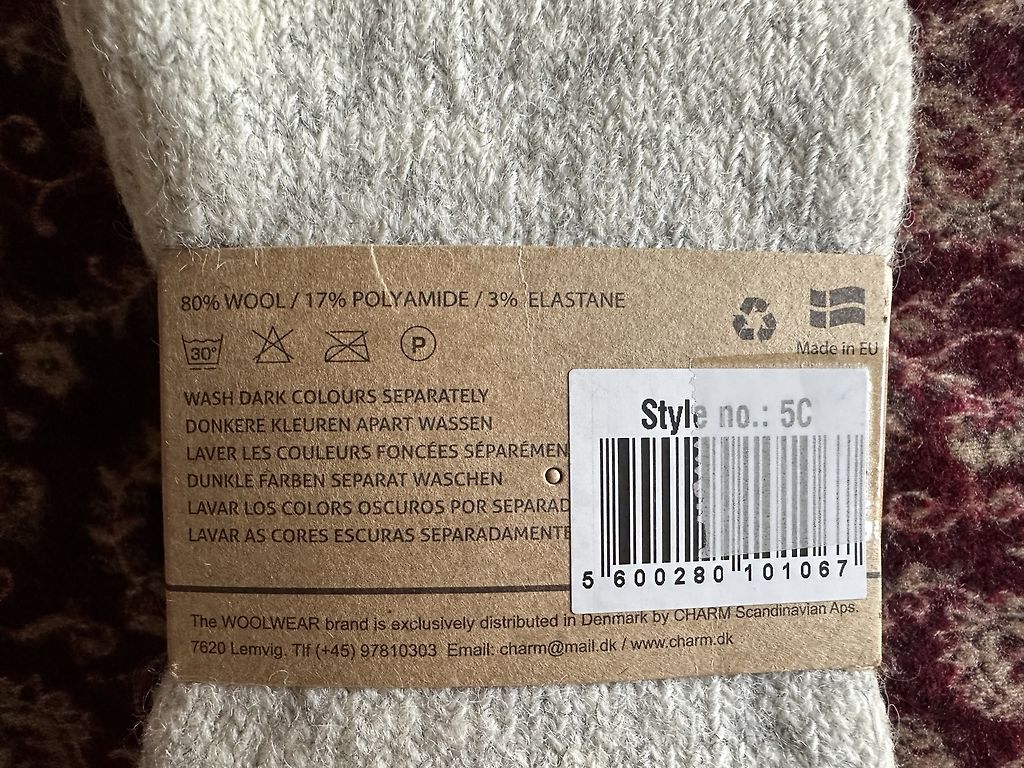 80% WOOL / 17% POLYAMIDE / 3% ELASTANE
30°
P
Made in EU
WASH DARK COLOURS SEPARATELY
DONKERE KLEUREN APART WASSEN
LAVER LES COULEURS FONCÉES SÉPARÉMEN
DUNKLE FARBEN SEPARAT WASCHEN
LAVAR LOS COLORS OSCUROS POR SEPARAD
LAVAR AS CORES ESCURAS SEPARADAMENTE
Style no.: 5C
5 600280 101067
The WOOLWEAR brand is exclusively distributed in Denmark by CHARM Scandinavian Aps.
7620 Lemvig. Tlf (+45) 97810303 Email: charm@mail.dk / www.charm.dk